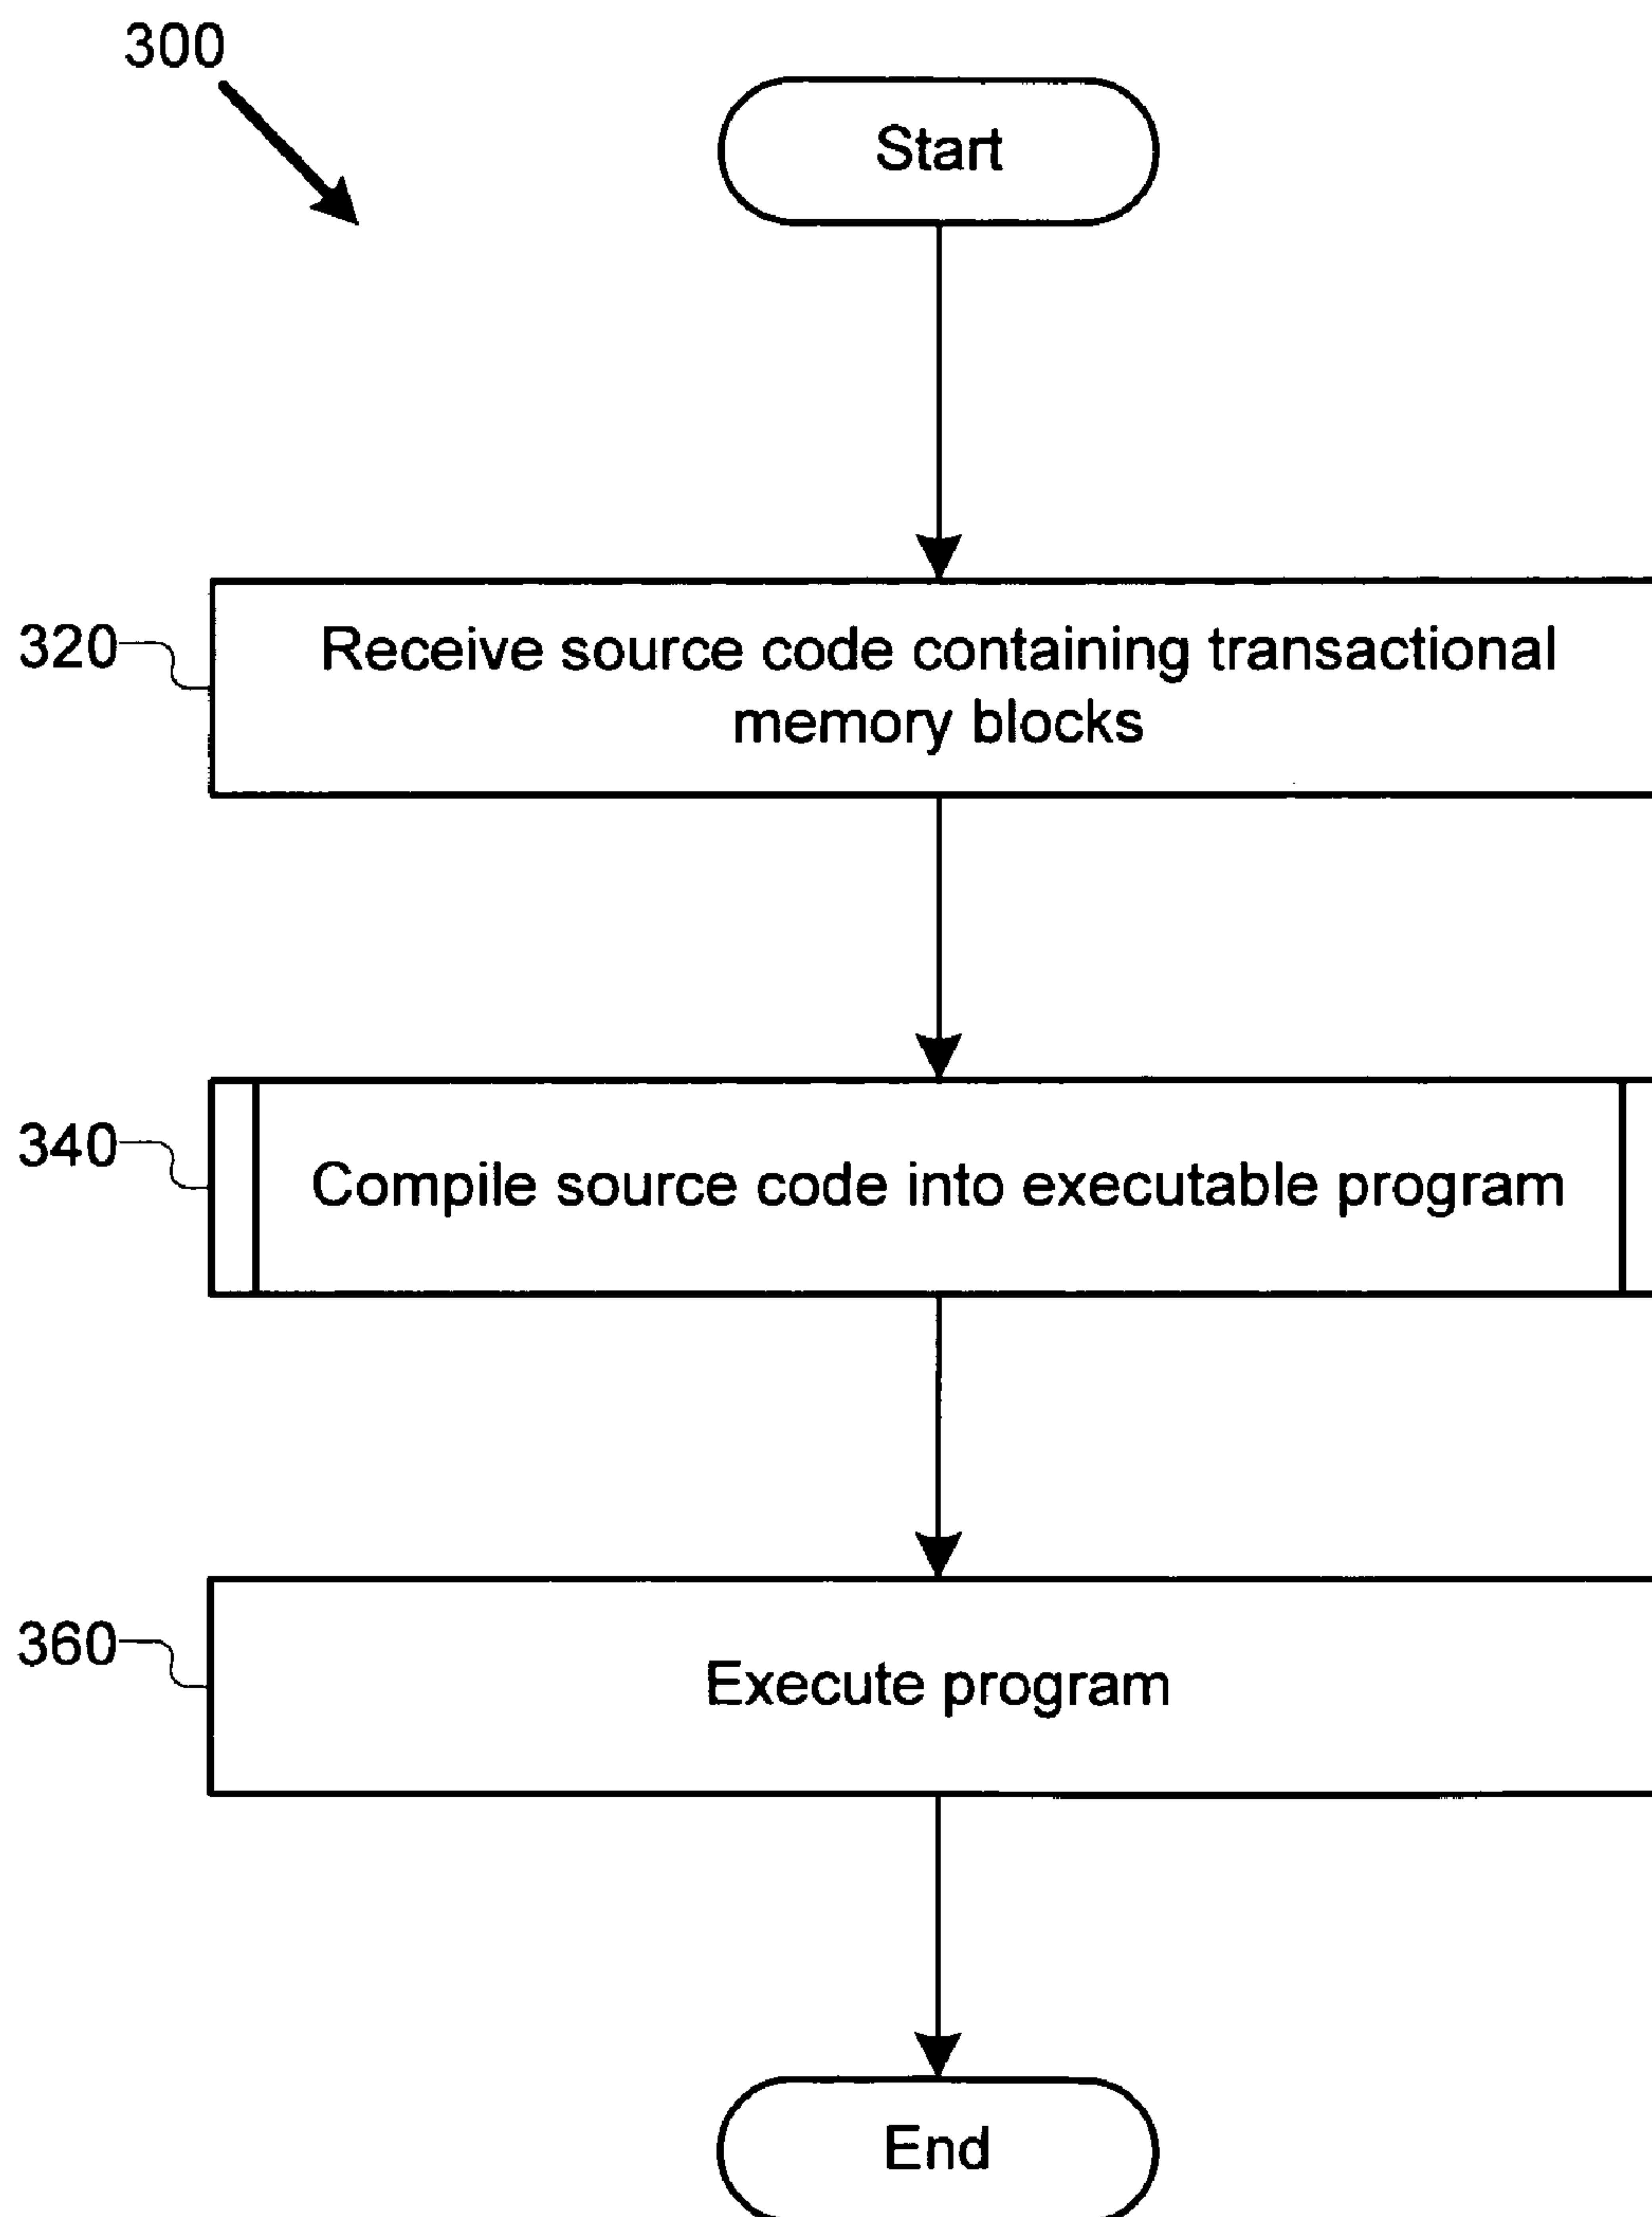 300
Start
320
Receive source code containing transactional
memory blocks
340
Compile source code into executable program
360
Execute program
End